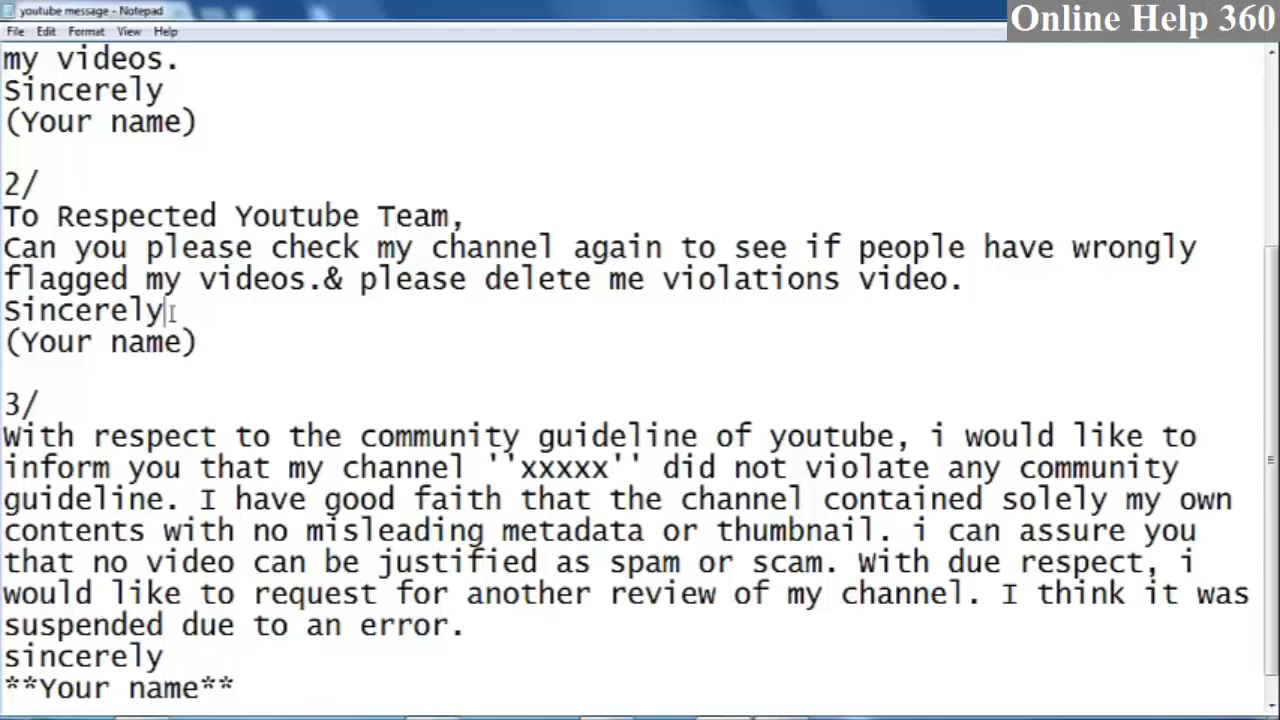 youtube message - Notepad
Online Help 360
File Edit Format View Help
my videos.
Sincerely
(Your name)
2/
To Respected Youtube Team,
Can you please check my channel again to see if people have wrongly
flagged my videos.& please delete me violations video.
Sincerely
(Your name)
3/
With respect to the community guideline of youtube, i would like to
inform you that my channel ''xxxxx'' did not violate any community
guideline. I have good faith that the channel contained solely my own
contents with no misleading metadata or thumbnail. i can assure you
that no video can be justified as spam or scam. With due respect, i
would like to request for another review of my channel. I think it was
suspended due to an error.
sincerely
**Your name**